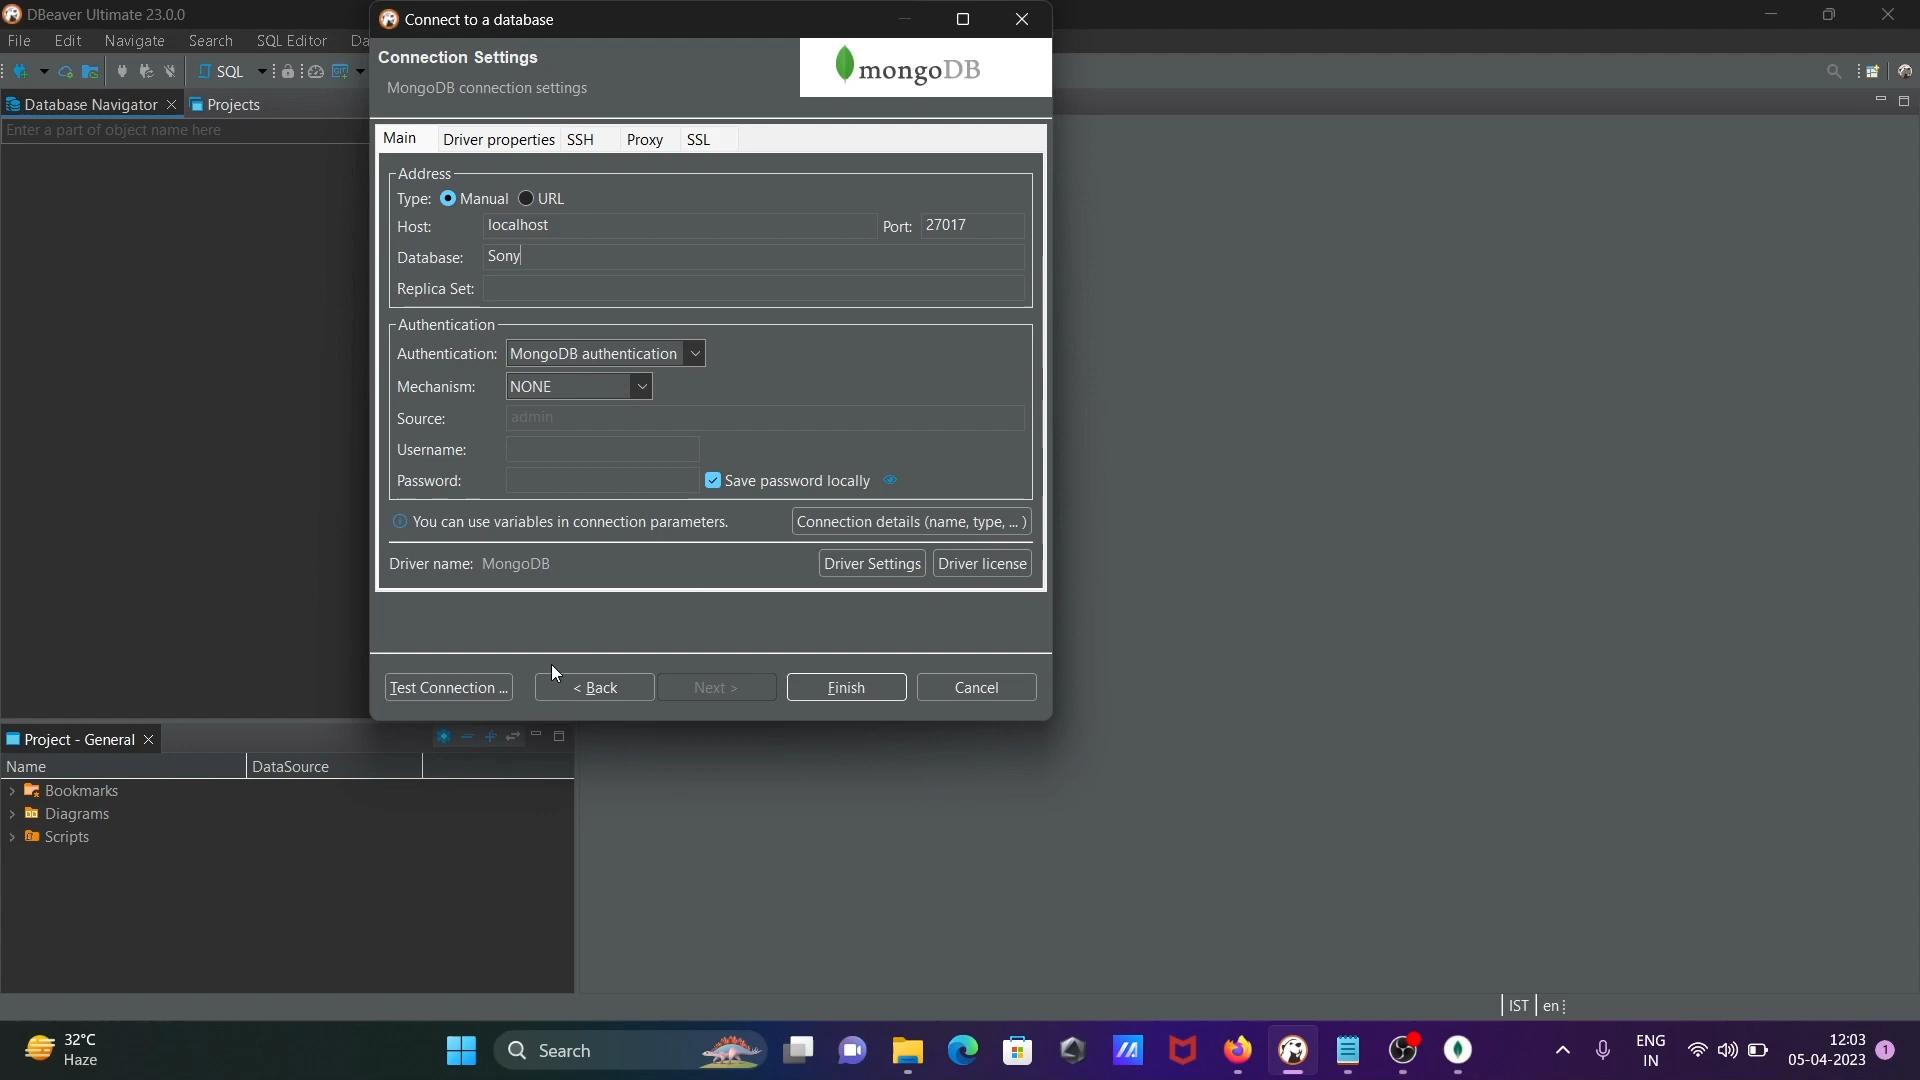 DBeaver Ultimate 23.0.0
Connect to a database
File Edit Navigate Search SQL Editor Da
Connection Settings
MongoDB connection settings
mongoDB
SQL
Database Navigator
Projects
Enter a part of object name here
Main Driver properties SSH Proxy SSL
Address
Type: Manual URL
Host: localhost Port: 27017
Database: Sony
Replica Set:
Authentication
Authentication: MongoDB authentication
Mechanism: NONE
Source: admin
Username:
Password: Save password locally
You can use variables in connection parameters. Connection details (name, type, ... )
Driver name: MongoDB Driver Settings Driver license
Test Connection ... < Back Next > Finish Cancel
Project - General
Name DataSource
Bookmarks
Diagrams
Scripts
IST en
32°C
Haze
Search
ENG
IN
12:03
05-04-2023
1